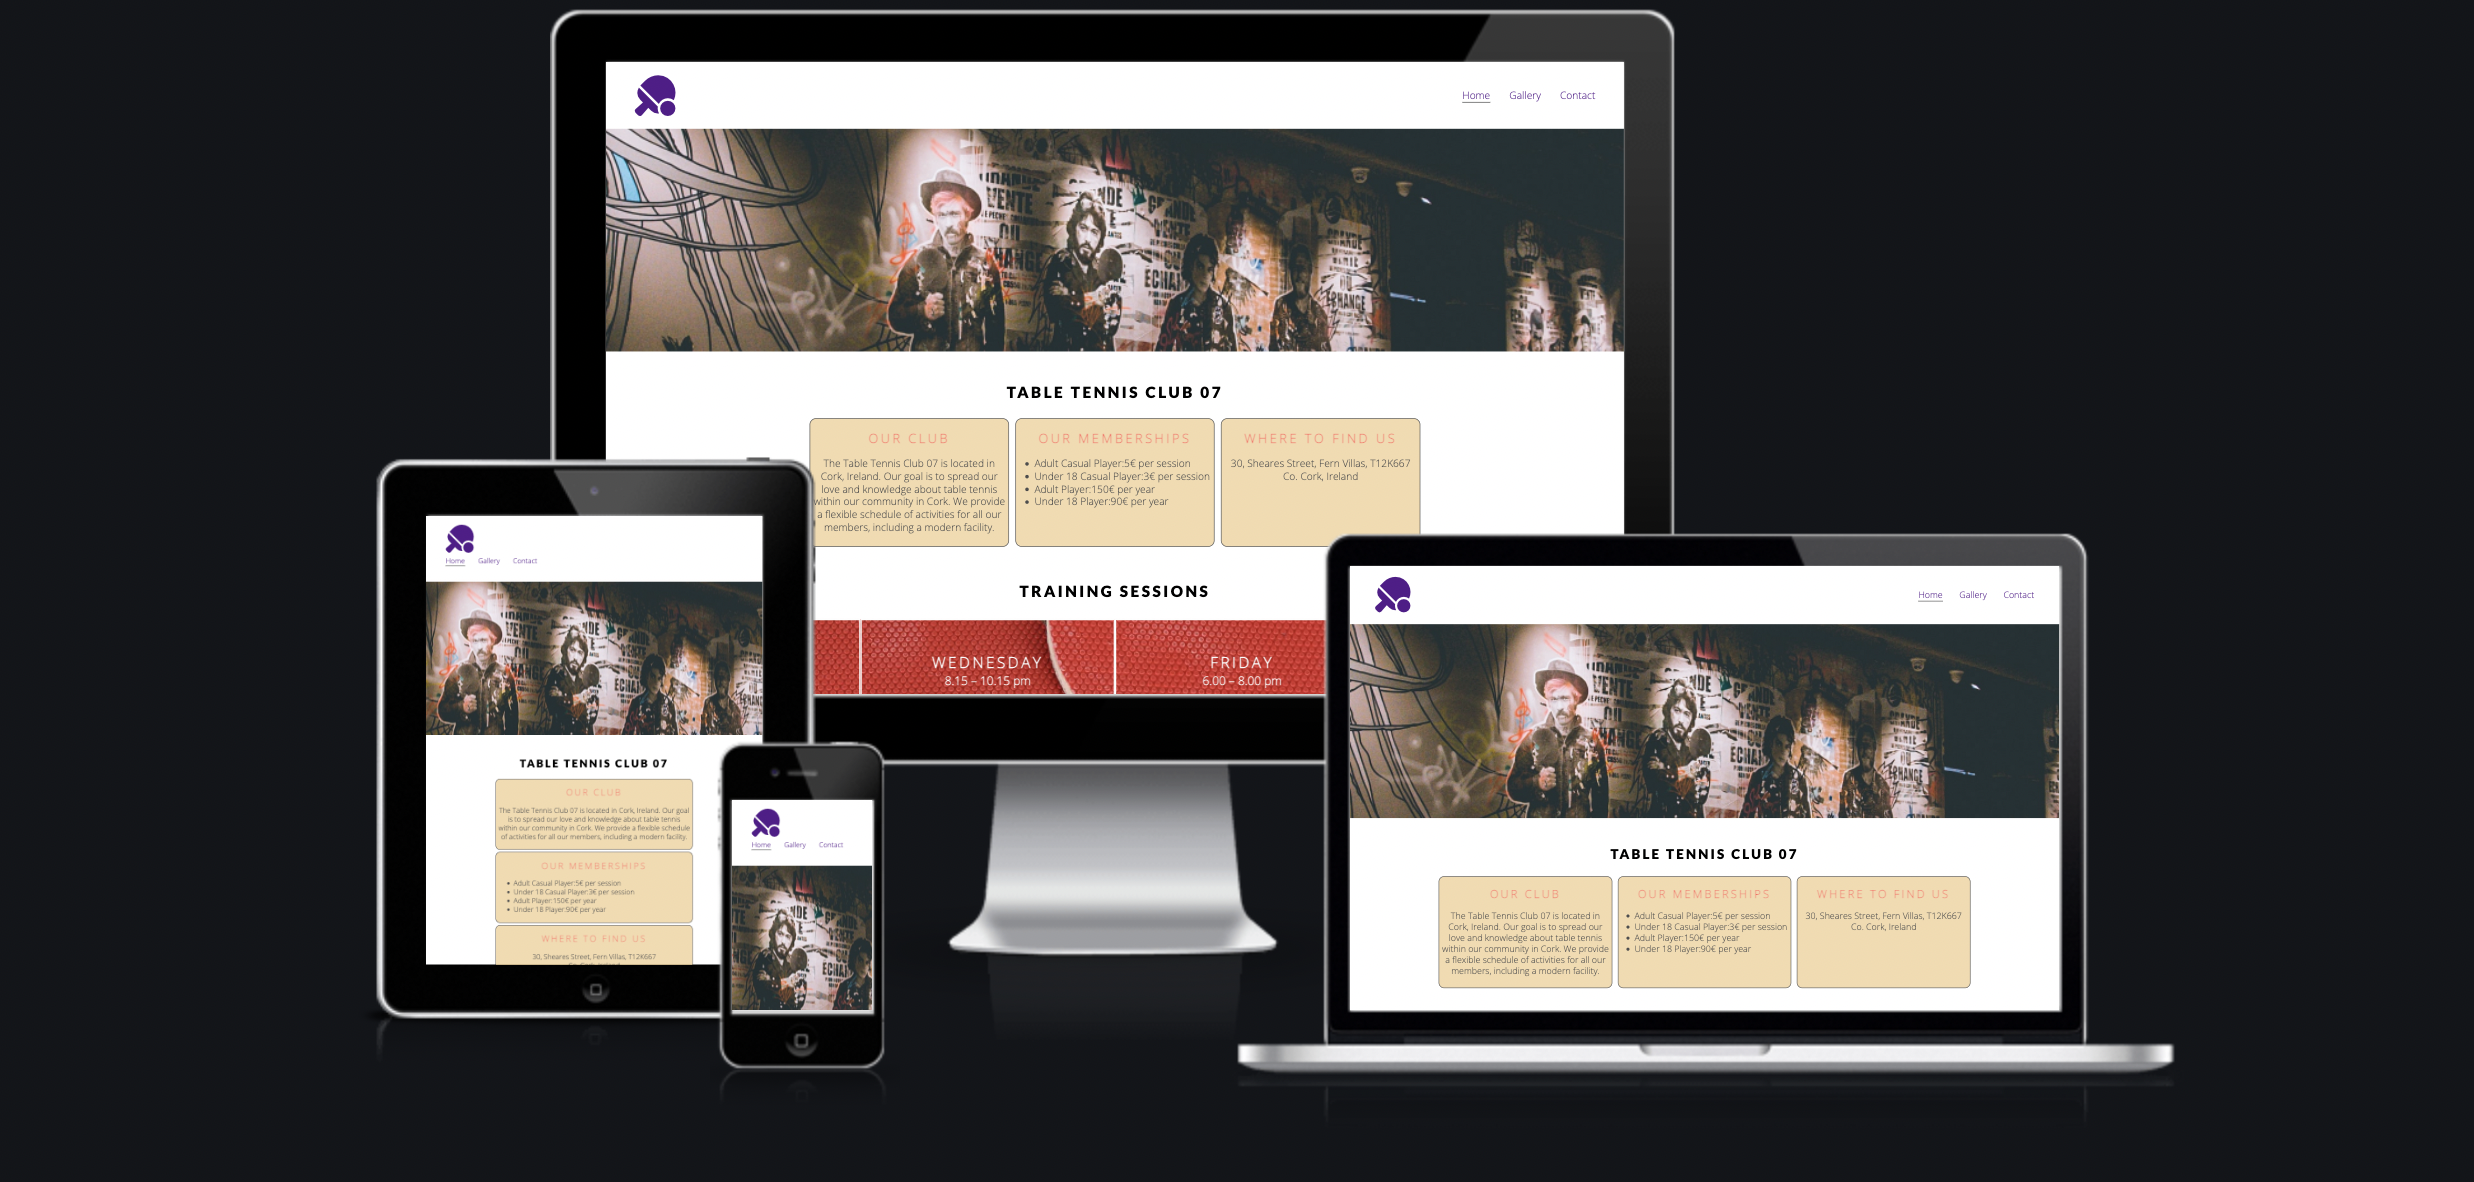 Home Gallery Contact
TABLE TENNIS CLUB 07
OUR CLUB
The Table Tennis Club 07 is located in
Cork, Ireland. Our goal is to spread our
love and knowledge about table tennis
within our community in Cork. We provide
a flexible schedule of activities for all our
members, including a modern facility.
OUR MEMBERSHIPS
• Adult Casual Player:5€ per session
• Under 18 Casual Player:3€ per session
• Adult Player:150€ per year
• Under 18 Player:90€ per year
WHERE TO FIND US
30, Sheares Street, Fern Villas, T12K667
Co. Cork, Ireland
TRAINING SESSIONS
WEDNESDAY
8.15 – 10.15 pm
FRIDAY
6.00 – 8.00 pm
Home Gallery Contact
TABLE TENNIS CLUB 07
OUR CLUB
The Table Tennis Club 07 is located in Cork, Ireland. Our goal
is to spread our love and knowledge about table tennis
within our community in Cork. We provide a flexible schedule
of activities for all our members, including a modern facility.
OUR MEMBERSHIPS
• Adult Casual Player:5€ per session
• Under 18 Casual Player:3€ per session
• Adult Player:150€ per year
• Under 18 Player:90€ per year
WHERE TO FIND US
30, Sheares Street, Fern Villas, T12K667
Home Gallery Contact
Home Gallery Contact
TABLE TENNIS CLUB 07
OUR CLUB
The Table Tennis Club 07 is located in
Cork, Ireland. Our goal is to spread our
love and knowledge about table tennis
within our community in Cork. We provide
a flexible schedule of activities for all our
members, including a modern facility.
OUR MEMBERSHIPS
• Adult Casual Player:5€ per session
• Under 18 Casual Player:3€ per session
• Adult Player:150€ per year
• Under 18 Player:90€ per year
WHERE TO FIND US
30, Sheares Street, Fern Villas, T12K667
Co. Cork, Ireland